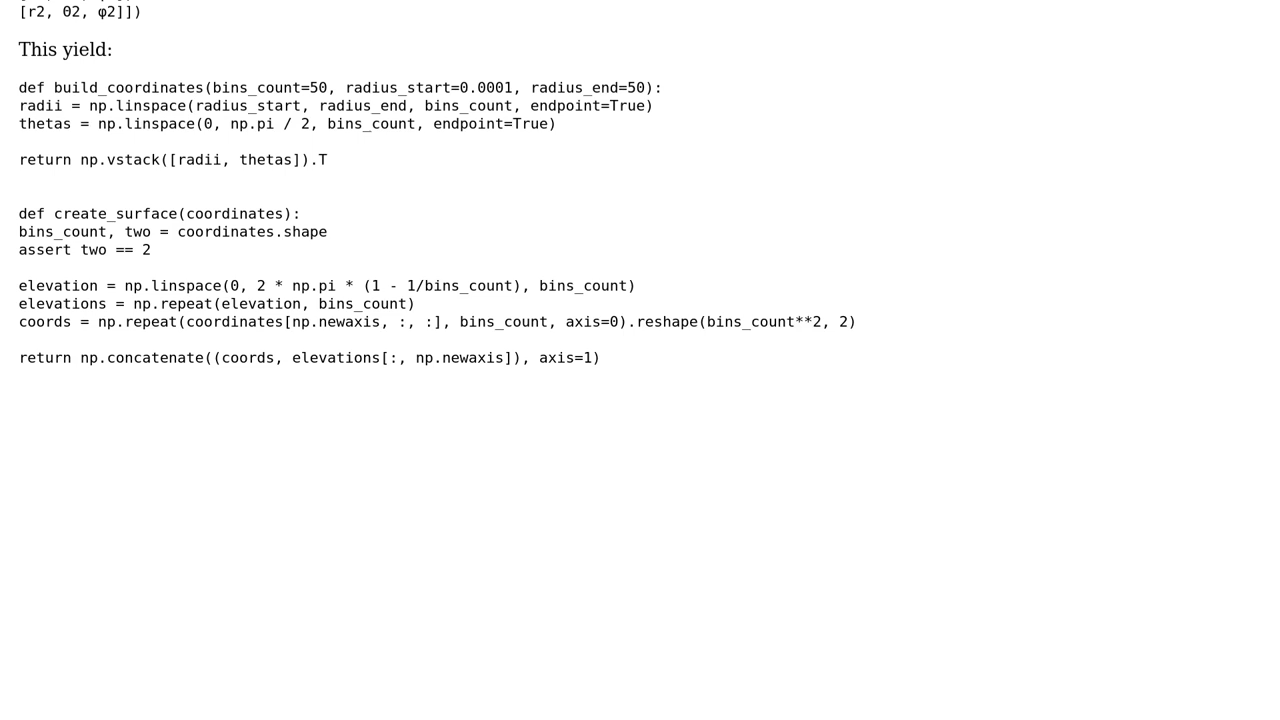 [r2, θ2, φ2]])
This yield:
def build_coordinates(bins_count=50, radius_start=0.0001, radius_end=50):
radii = np.linspace(radius_start, radius_end, bins_count, endpoint=True)
thetas = np.linspace(0, np.pi / 2, bins_count, endpoint=True)
return np.vstack([radii, thetas]).T
def create_surface(coordinates):
bins_count, two = coordinates.shape
assert two == 2
elevation = np.linspace(0, 2 * np.pi * (1 - 1/bins_count), bins_count)
elevations = np.repeat(elevation, bins_count)
coords = np.repeat(coordinates[np.newaxis, :, :], bins_count, axis=0).reshape(bins_count**2, 2)
return np.concatenate((coords, elevations[:, np.newaxis]), axis=1)